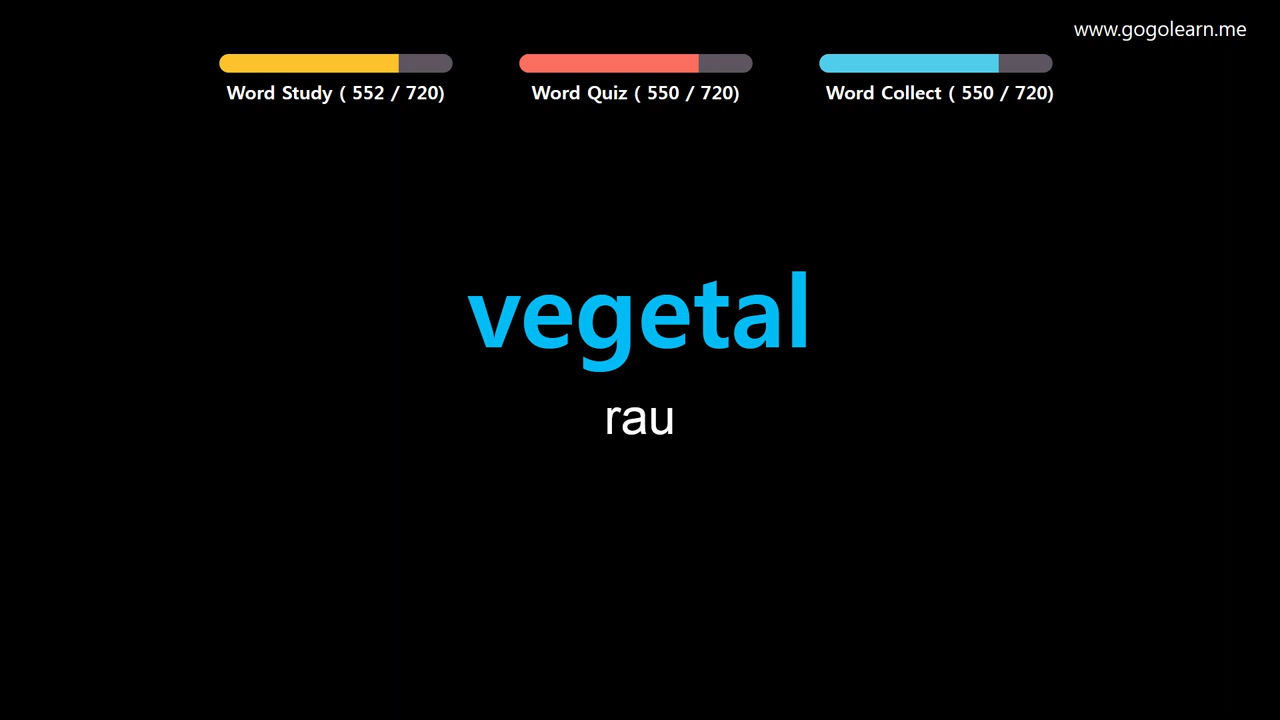 www.gogolearn.me
Word Study ( 552 / 720)
Word Quiz ( 550 / 720)
Word Collect ( 550 / 720)
vegetal
rau